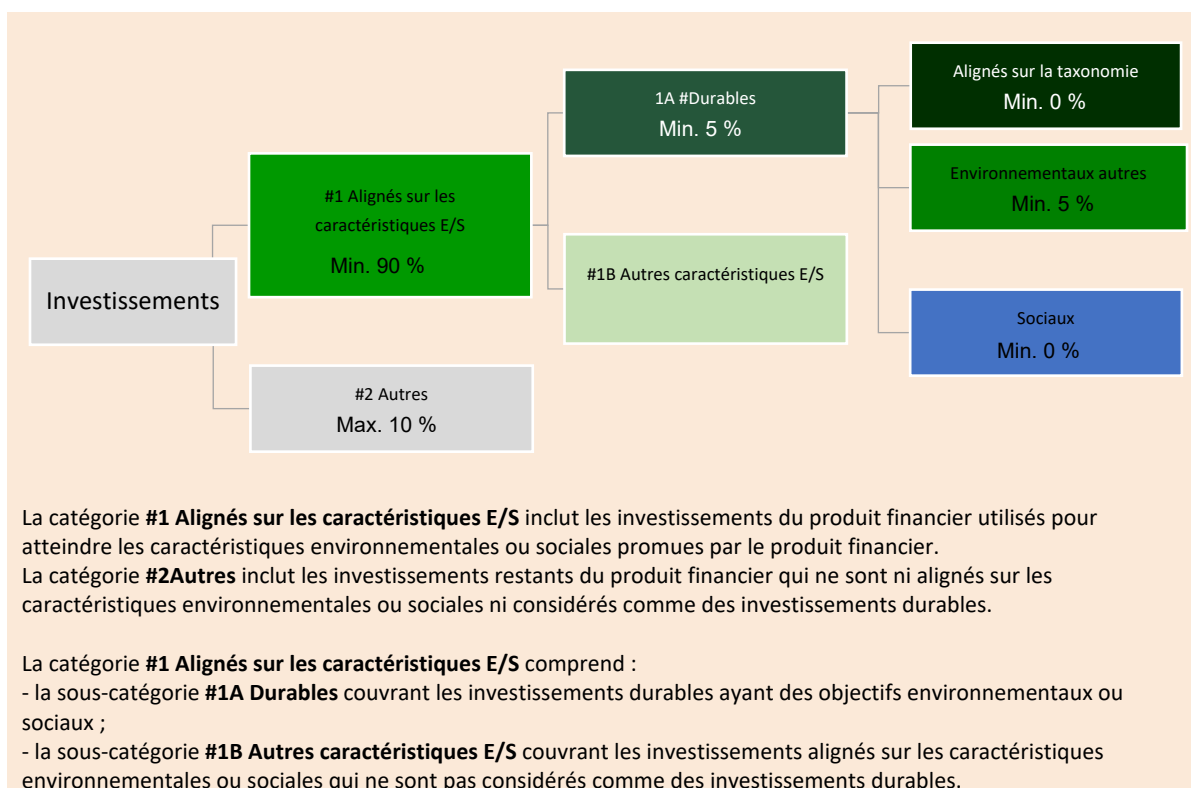 Investissements
#1 Alignés sur les
caractéristiques E/S
Min. 90 %
#2 Autres
Max. 10 %
1A #Durables
Min. 5 %
#1B Autres caractéristiques E/S
Alignés sur la taxonomie
Min. 0 %
Environnementaux autres
Min. 5 %
Sociaux
Min. 0 %
La catégorie #1 Alignés sur les caractéristiques E/S inclut les investissements du produit financier utilisés pour
atteindre les caractéristiques environnementales ou sociales promues par le produit financier.
La catégorie #2Autres inclut les investissements restants du produit financier qui ne sont ni alignés sur les
caractéristiques environnementales ou sociales ni considérés comme des investissements durables.
La catégorie #1 Alignés sur les caractéristiques E/S comprend :
- la sous-catégorie #1A Durables couvrant les investissements durables ayant des objectifs environnementaux ou
sociaux ;
- la sous-catégorie #1B Autres caractéristiques E/S couvrant les investissements alignés sur les caractéristiques
environnementales ou sociales qui ne sont pas considérés comme des investissements durables.